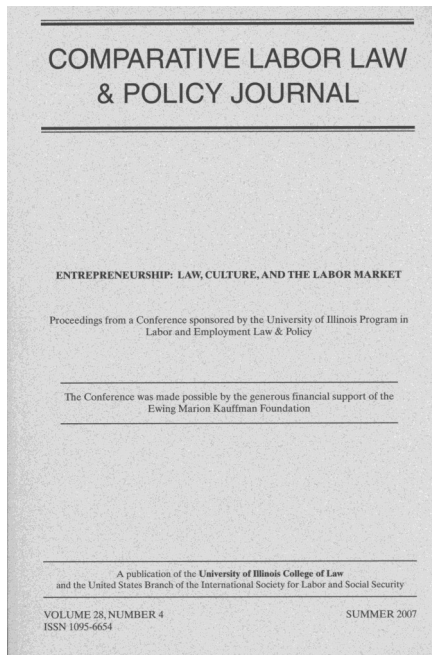 COMPARATIVE LABOR LAW
& POLICY JOURNAL
ENTREPRENEURSHIP: LAW, CULTURE, AND THE LABOR MARKET
Proceedings from a Conference sponsored by the University of Illinois Program in
Labor and Employment Law & Policy
The Conference was made possible by the generous financial support of the
Ewing Marion Kauffman Foundation
A publication of the University of Illinois College of Law
and the United States Branch of the International Society for Labor and Social Security
VOLUME 28, NUMBER 4 SUMMER 2007
ISSN 1095-6654